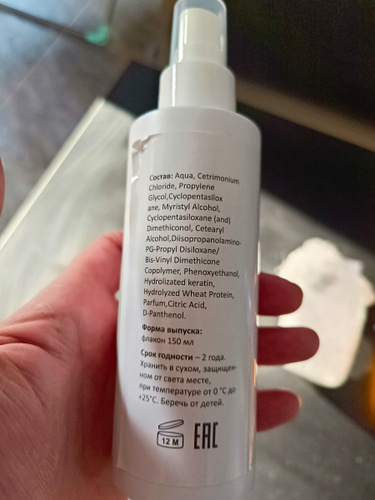 Состав: Aqua, Cetrimonium
Chloride, Propylene
Glycol,Cyclopentasilox
ane, Myristyl Alcohol,
Cyclopentasiloxane (and)
Dimethiconol, Cetearyl
Alcohol,Diisopropanolamino-
PG-Propyl Disiloxane/
Bis-Vinyl Dimethicone
Copolymer, Phenoxyethanol,
Hydrolizated keratin,
Hydrolyzed Wheat Protein,
Parfum,Citric Acid,
D-Panthenol.
Форма выпуска:
флакон 150 мл
Срок годности – 2 года.
Хранить в сухом, защищен-
ном от света месте,
при температуре от 0 °C до
+25°C. Беречь от детей.
12 M
EAC